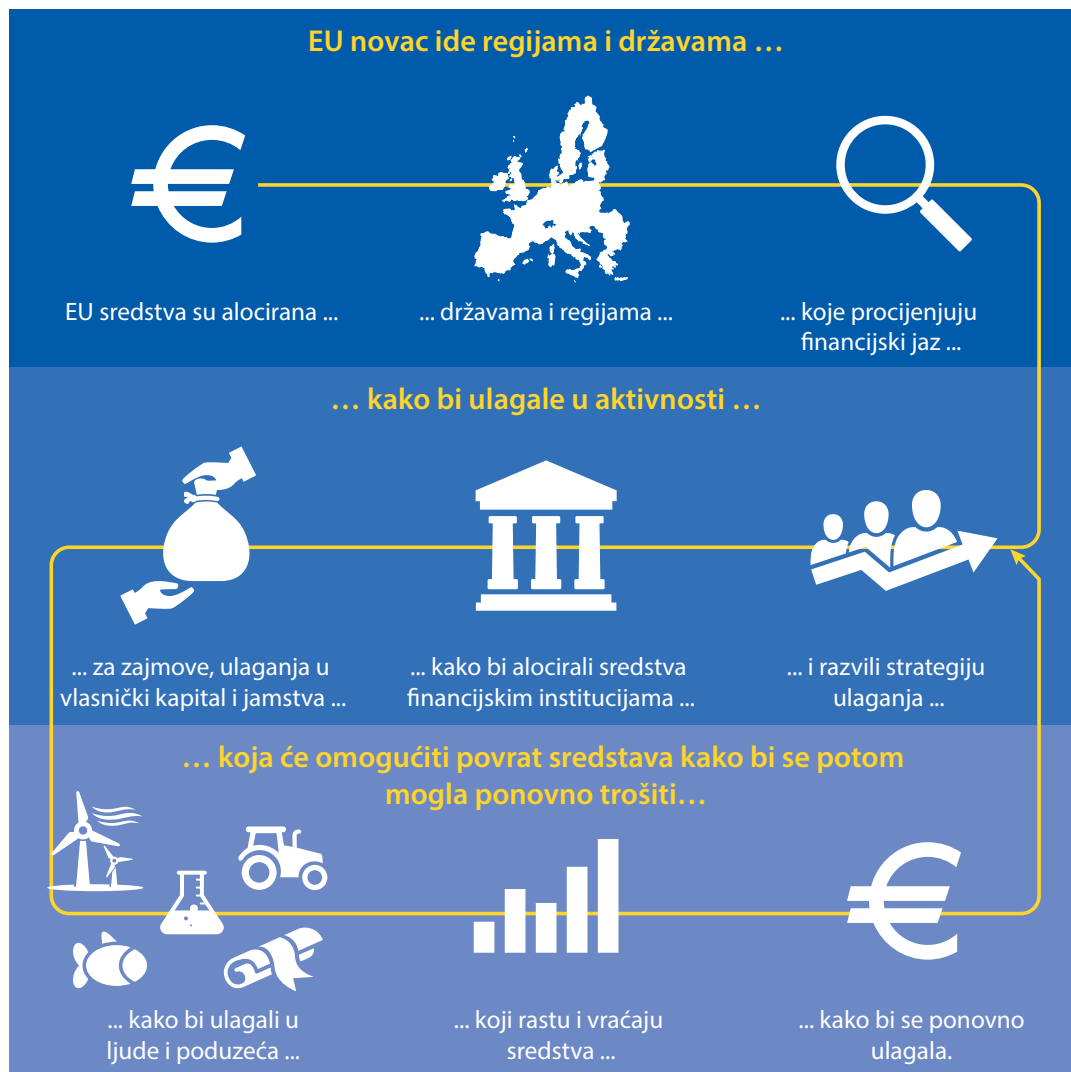 EU novac ide regijama i državama …
EU sredstva su alocirana ...
... državama i regijama ...
... koje procijenjuju
financijski jaz ...
… kako bi ulagale u aktivnosti …
... za zajmove, ulaganja u
vlasnički kapital i jamstva ...
... kako bi alocirali sredstva
financijskim institucijama ...
... i razvili strategiju
ulaganja ...
… koja će omogućiti povrat sredstava kako bi se potom
mogla ponovno trošiti…
... kako bi ulagali u
ljude i poduzeća ...
... koji rastu i vraćaju
sredstva ...
... kako bi se ponovno
ulagala.